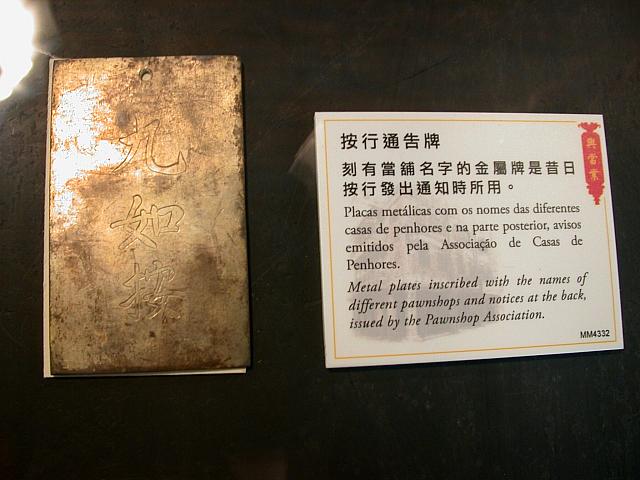 九如按
按行通告牌
刻有當舖名字的金屬牌是昔日
按行發出通知時所用。
Placas metálicas com os nomes das diferentes
casas de penhores e na parte posterior, avisos
emitidos pela Associação de Casas de
Penhores.
Metal plates inscribed with the names of
different pawnshops and notices at the back,
issued by the Pawnshop Association.
MM4332
典當業